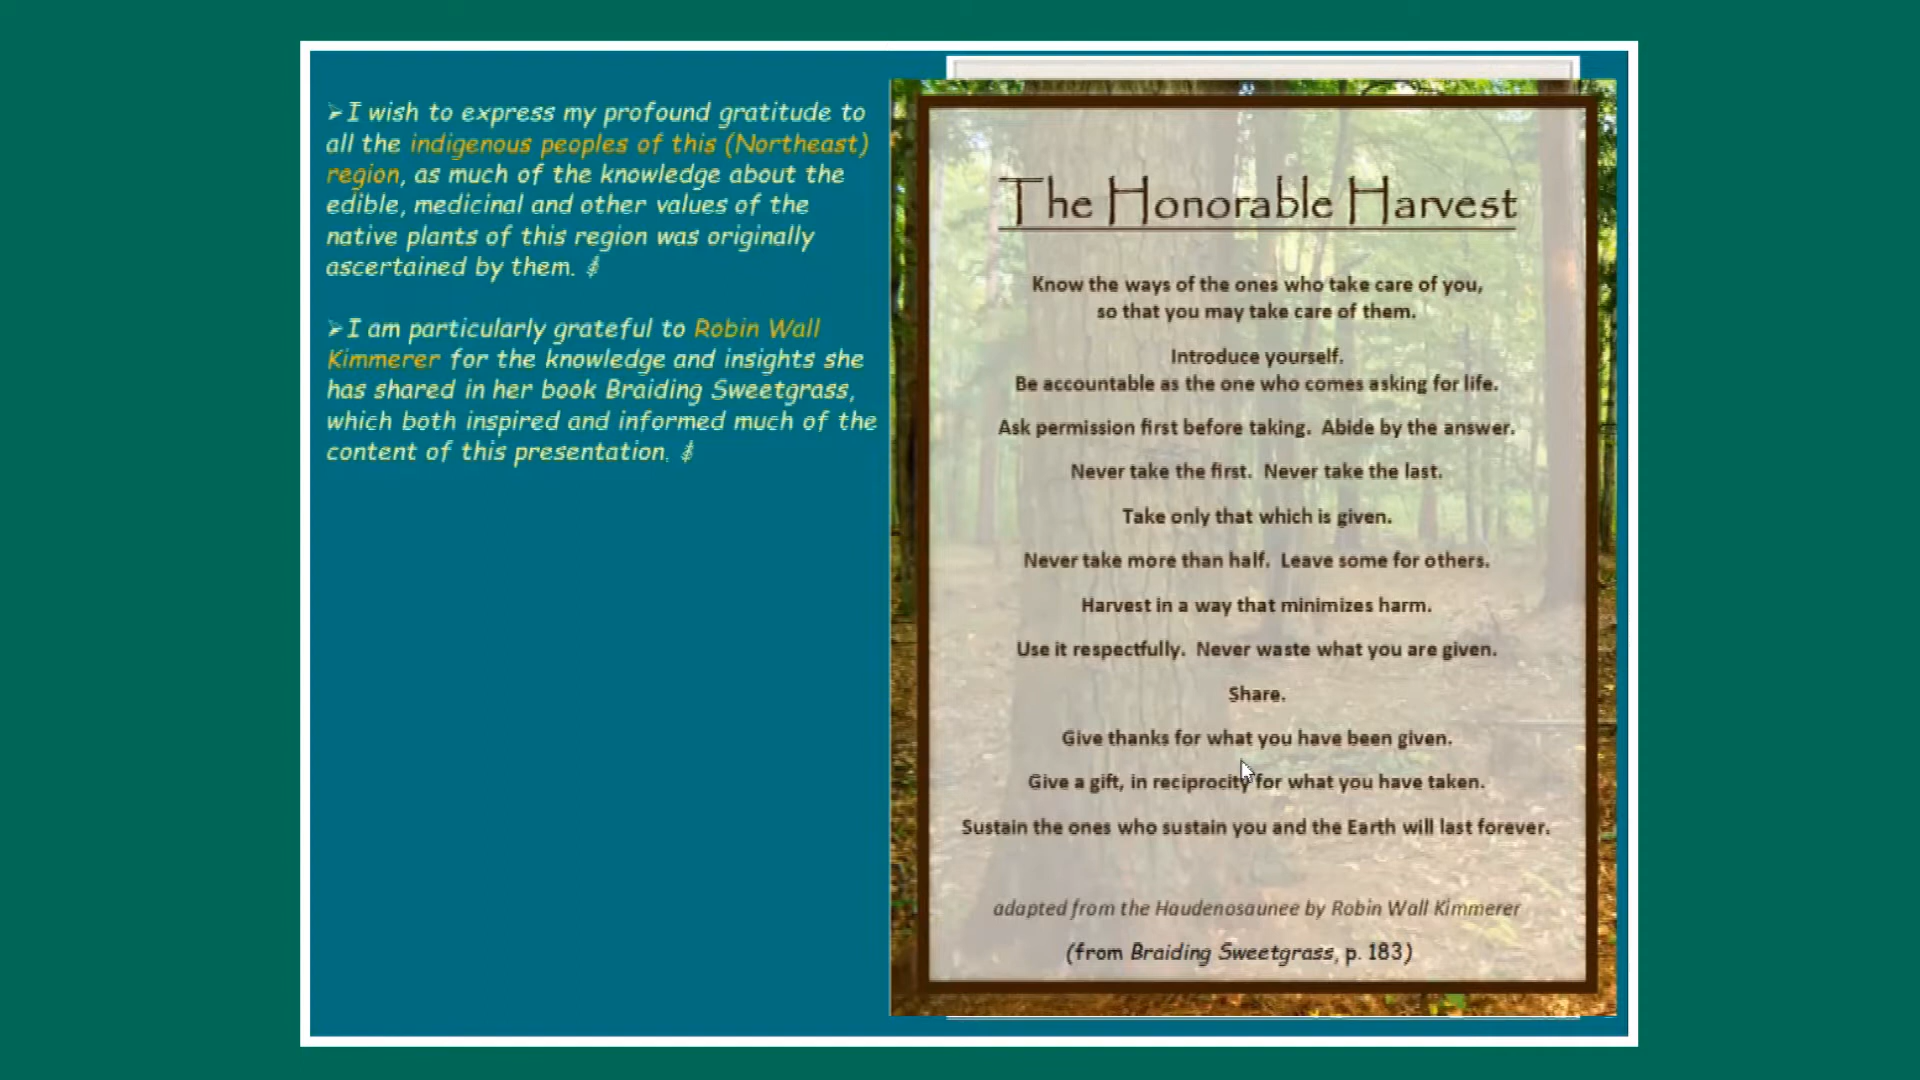 ➢I wish to express my profound gratitude to
all the indigenous peoples of this (Northeast)
region, as much of the knowledge about the
edible, medicinal and other values of the
native plants of this region was originally
ascertained by them.
➢I am particularly grateful to Robin Wall
Kimmerer for the knowledge and insights she
has shared in her book Braiding Sweetgrass,
which both inspired and informed much of the
content of this presentation.
The Honorable Harvest
Know the ways of the ones who take care of you,
so that you may take care of them.
Introduce yourself.
Be accountable as the one who comes asking for life.
Ask permission first before taking. Abide by the answer.
Never take the first. Never take the last.
Take only that which is given.
Never take more than half. Leave some for others.
Harvest in a way that minimizes harm.
Use it respectfully. Never waste what you are given.
Share.
Give thanks for what you have been given.
Give a gift, in reciprocity for what you have taken.
Sustain the ones who sustain you and the Earth will last forever.
adapted from the Haudenosaunee by Robin Wall Kimmerer
(from Braiding Sweetgrass, p. 183)